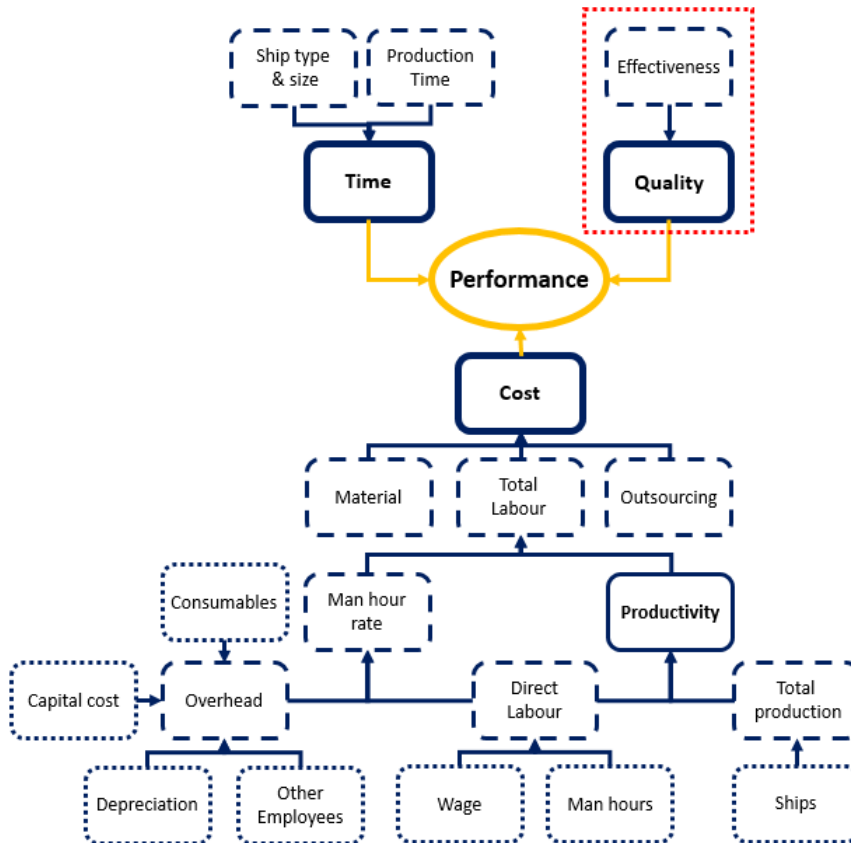 Ship type
& size
Production
Time
Effectiveness
Time
Quality
Performance
Cost
Material
Total
Labour
Outsourcing
Consumables
Man hour
rate
Productivity
Capital cost
Overhead
Direct
Labour
Total
production
Depreciation
Other
Employees
Wage
Man hours
Ships